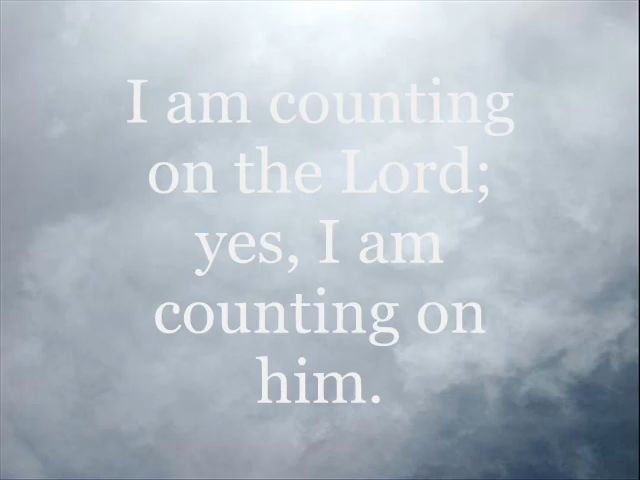 I am counting
on the Lord;
yes, I am
counting on
him.